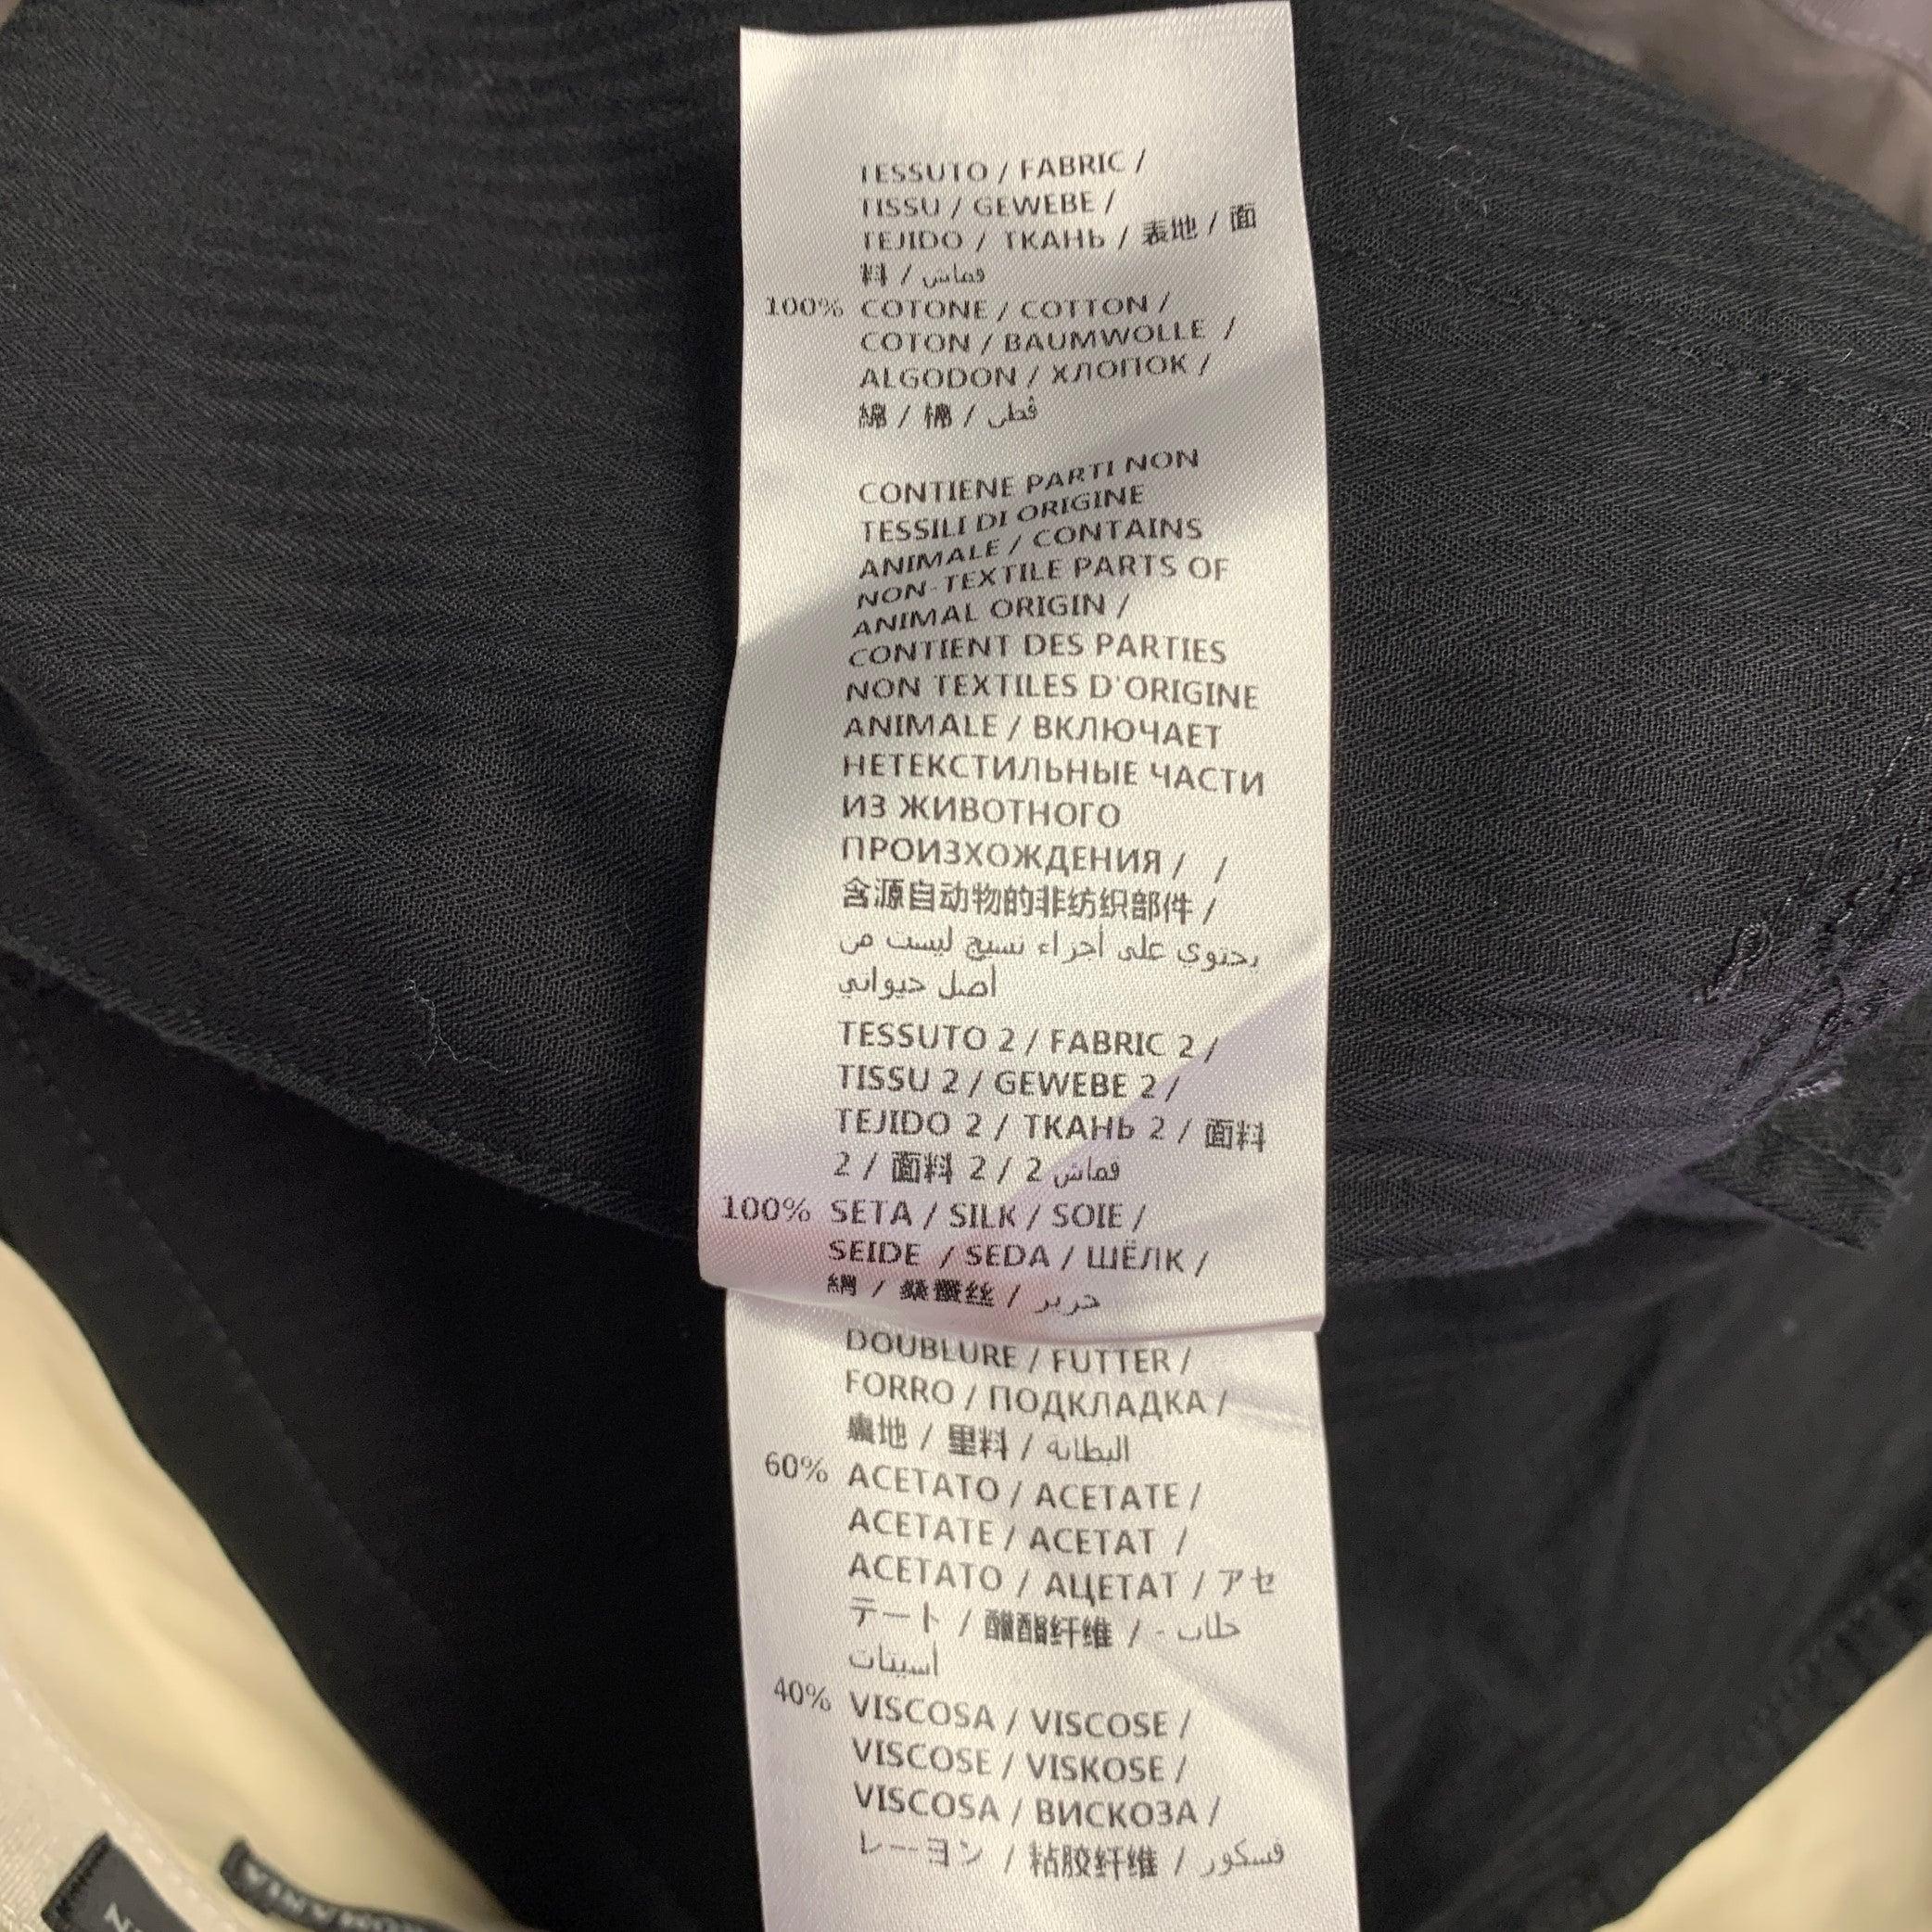 TESSUTO / FABRIC /
TISSU / GEWEBE /
TEJIDO / ТКАНЬ / 表地 / 面
料 / قماش
100% COTONE / COTTON /
COTON / BAUMWOLLE /
ALGODON / ХЛОПОК /
綿 / 棉 / قطن
CONTIENE PARTI NON
TESSILI DI ORIGINE
ANIMALE / CONTAINS
NON-TEXTILE PARTS OF
ANIMAL ORIGIN /
CONTIENT DES PARTIES
NON TEXTILES D'ORIGINE
ANIMALE / ВКЛЮЧАЕТ
НЕТЕКСТИЛЬНЫЕ ЧАСТИ
ИЗ ЖИВОТНОГО
ПРОИЗХОЖДЕНИЯ / /
含源自动物的非纺织部件 /
يحتوي على أجزاء نسيج ليست من
أصل حيواني
TESSUTO 2 / FABRIC 2 /
TISSU 2 / GEWEBE 2 /
TEJIDO 2 / ТКАНЬ 2 / 面料
2 / 面料 2 / 2 قماش
100% SETA / SILK / SOIE /
SEIDE / SEDA / ШЁЛК /
絹 / 桑蚕丝 / حرير
DOUBLURE / FUTTER /
FORRO / ПОДКЛАДКА /
裏地 / 里料 / البطانة
60% ACETATO / ACETATE /
ACETATE / ACETAT /
ACETATO / АЦЕТАТ / アセ
テート / 醋酯纤维 / - خلات
أسيتات
40% VISCOSA / VISCOSE /
VISCOSE / VISKOSE /
VISCOSA / ВИСКОЗА /
レーヨン / 粘胶纤维 / فسكوز